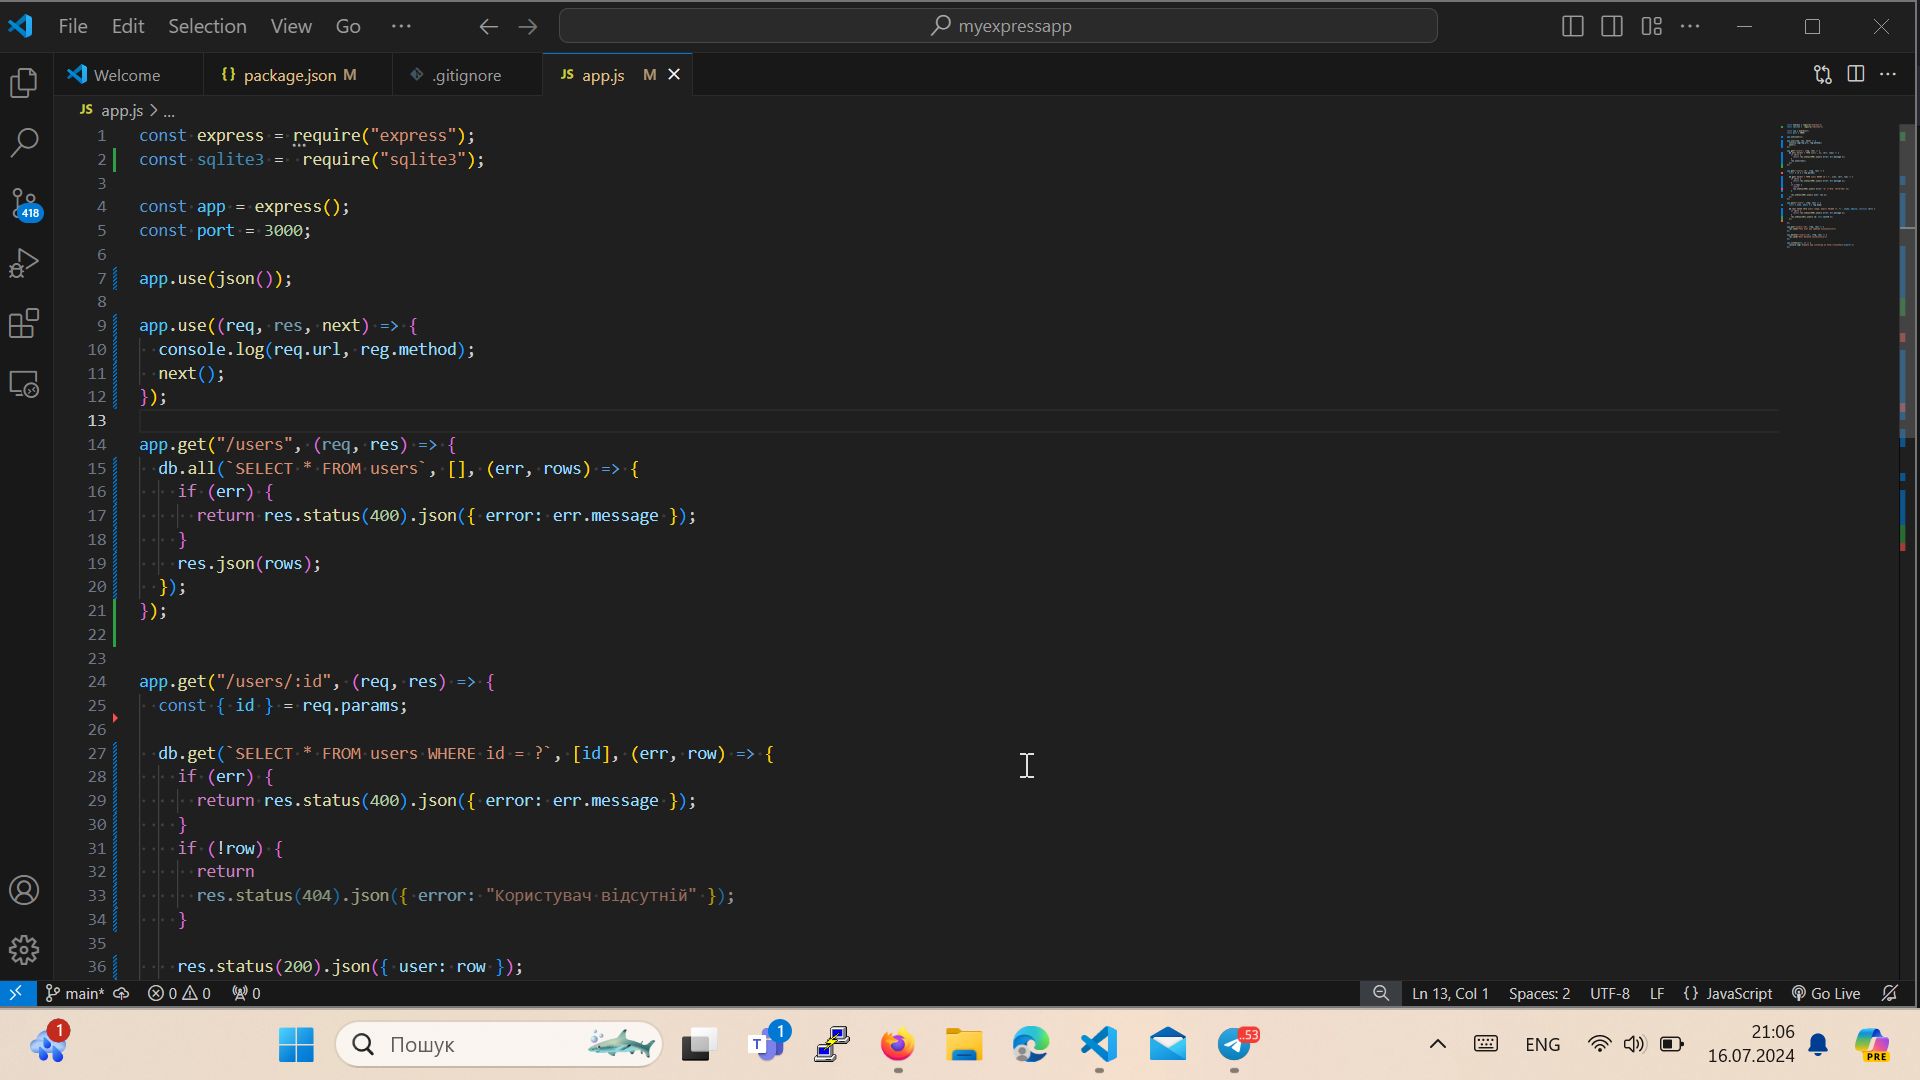 File Edit Selection View Go ···
myexpressapp
Welcome
{} package.json M
.gitignore
JS app.js M
JS app.js > ...
1 const express = require("express");
2 const sqlite3 =  require("sqlite3");
3
4 const app = express();
5 const port = 3000;
6
7 app.use(json());
8
9 app.use((req, res, next) => {
10 console.log(req.url, reg.method);
11 next();
12 });
13
14 app.get("/users", (req, res) => {
15 db.all(`SELECT * FROM users`, [], (err, rows) => {
16 if (err) {
17 return res.status(400).json({ error: err.message });
18 }
19 res.json(rows);
20 });
21 });
22
23
24 app.get("/users/:id", (req, res) => {
25 const { id } = req.params;
26
27 db.get(`SELECT * FROM users WHERE id = ?`, [id], (err, row) => {
28 if (err) {
29 return res.status(400).json({ error: err.message });
30 }
31 if (!row) {
32 return
33 res.status(404).json({ error: "Користувач відсутній" });
34 }
35
36 res.status(200).json({ user: row });
418
main* 0 0 0
Ln 13, Col 1 Spaces: 2 UTF-8 LF {} JavaScript Go Live
1
Пошук
T 1
53
ENG
21:06
16.07.2024
PRE